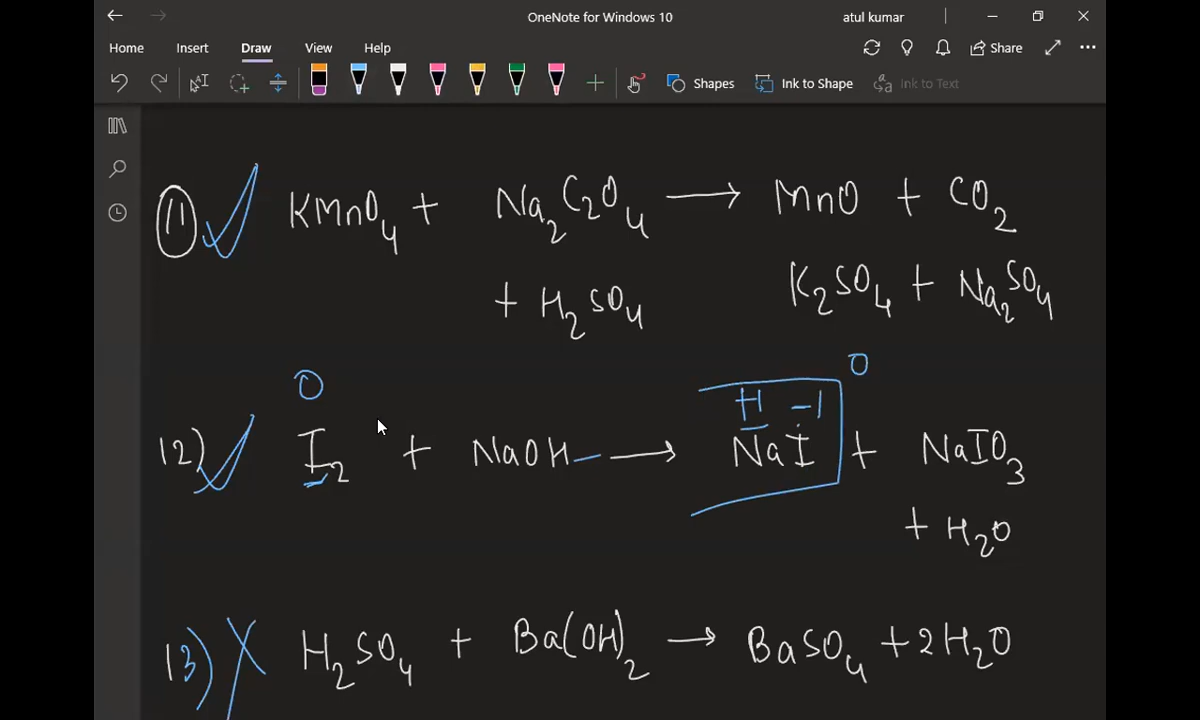 OneNote for Windows 10
atul kumar
Home Insert Draw View Help
Share
Shapes Ink to Shape Ink to Text
11 KMnO4 + Na2C2O4 → MnO + CO2
+ H2SO4 K2SO4 + Na2SO4
0 0
+1 -1
12) I2 + NaOH → NaI + NaIO3
+ H2O
13) X H2SO4 + Ba(OH)2 → BaSO4 + 2H2O